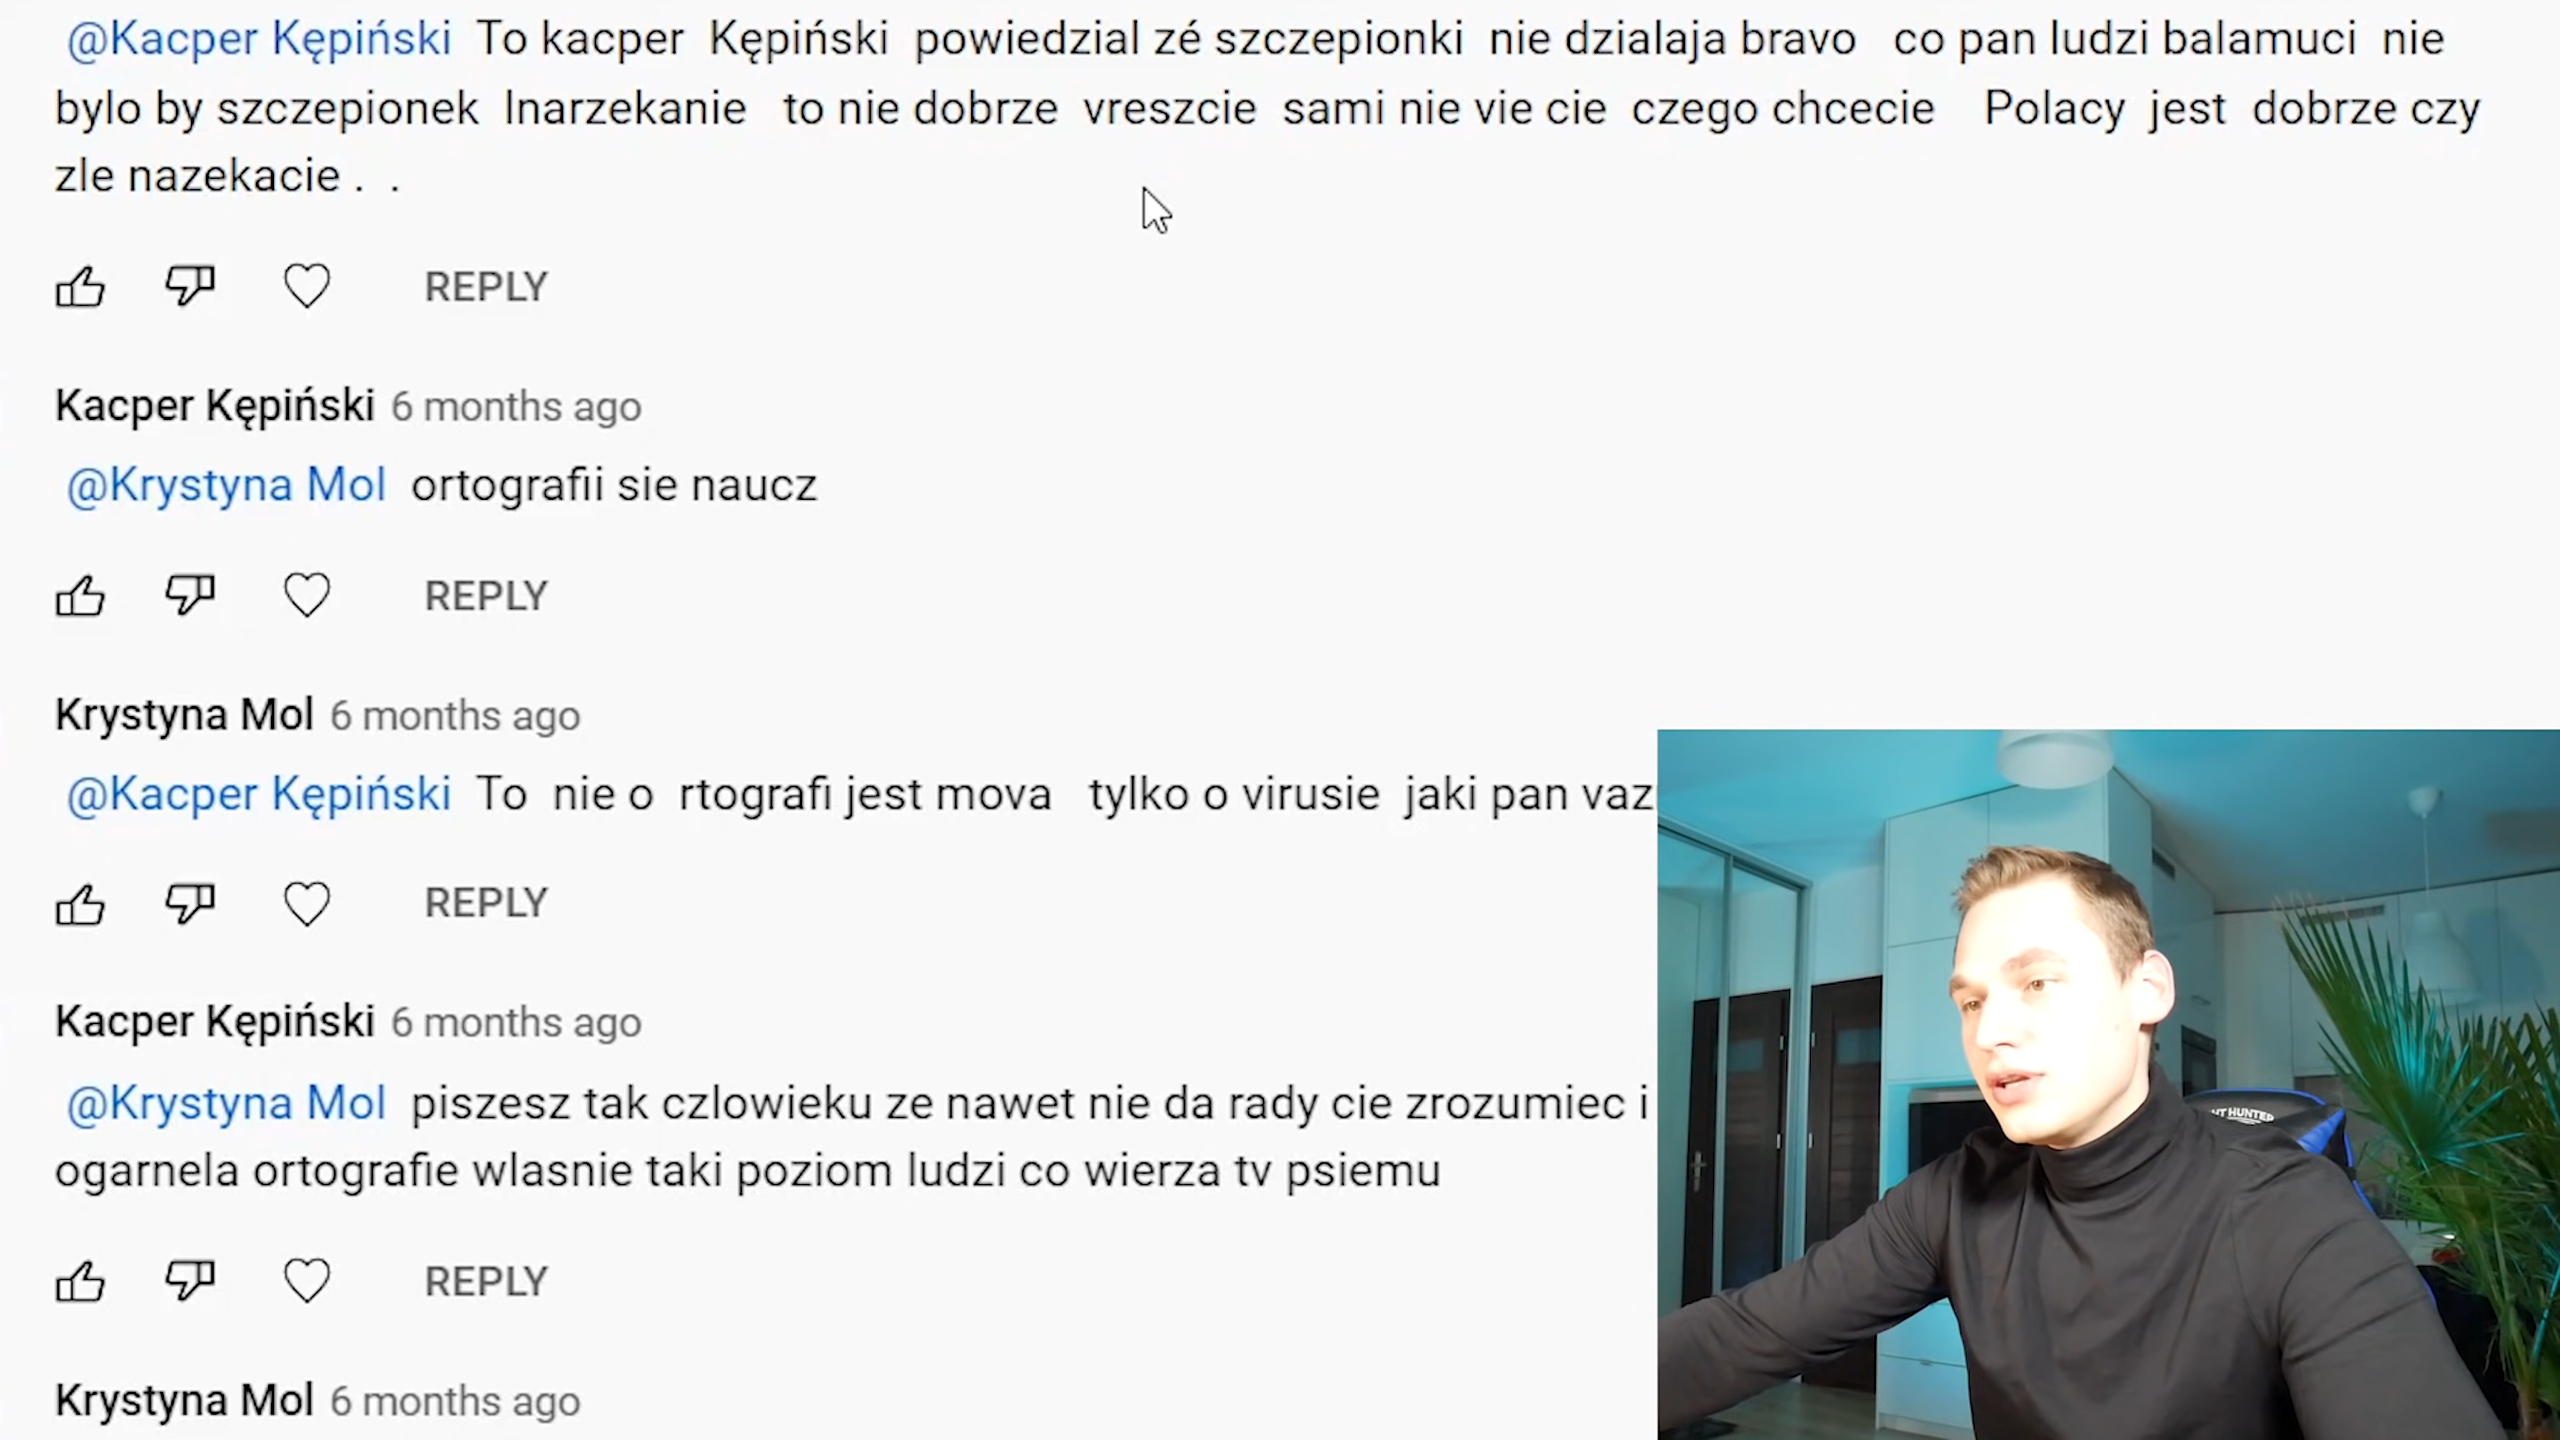 @Kacper Kępiński To kacper Kępiński powiedzial zé szczepionki nie dzialaja bravo co pan ludzi balamuci nie
bylo by szczepionek Inarzekanie to nie dobrze vreszcie sami nie vie cie czego chcecie Polacy jest dobrze czy
zle nazekacie . .
REPLY
Kacper Kępiński 6 months ago
@Krystyna Mol ortografii sie naucz
REPLY
Krystyna Mol 6 months ago
@Kacper Kępiński To nie o rtografi jest mova tylko o virusie jaki pan vaz
REPLY
Kacper Kępiński 6 months ago
@Krystyna Mol piszesz tak czlowieku ze nawet nie da rady cie zrozumiec i
ogarnela ortografie wlasnie taki poziom ludzi co wierza tv psiemu
REPLY
Krystyna Mol 6 months ago
HUNTER